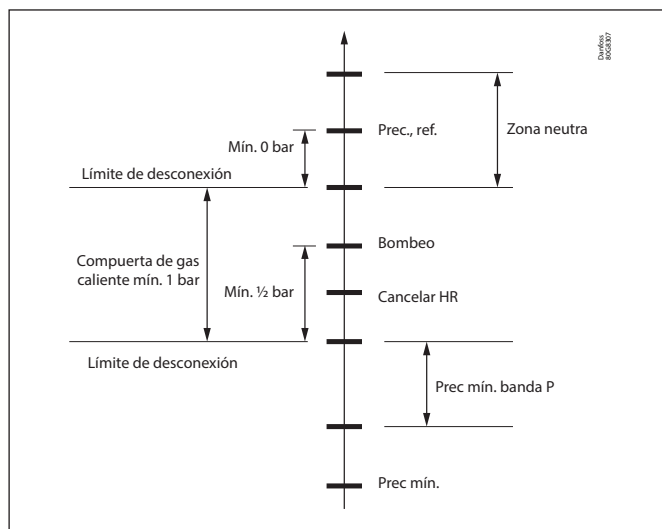 Danfoss
80G8307
Prec., ref.
Zona neutra
Mín. 0 bar
Límite de desconexión
Bombeo
Compuerta de gas
caliente mín. 1 bar
Mín. ½ bar
Cancelar HR
Límite de desconexión
Prec mín. banda P
Prec mín.